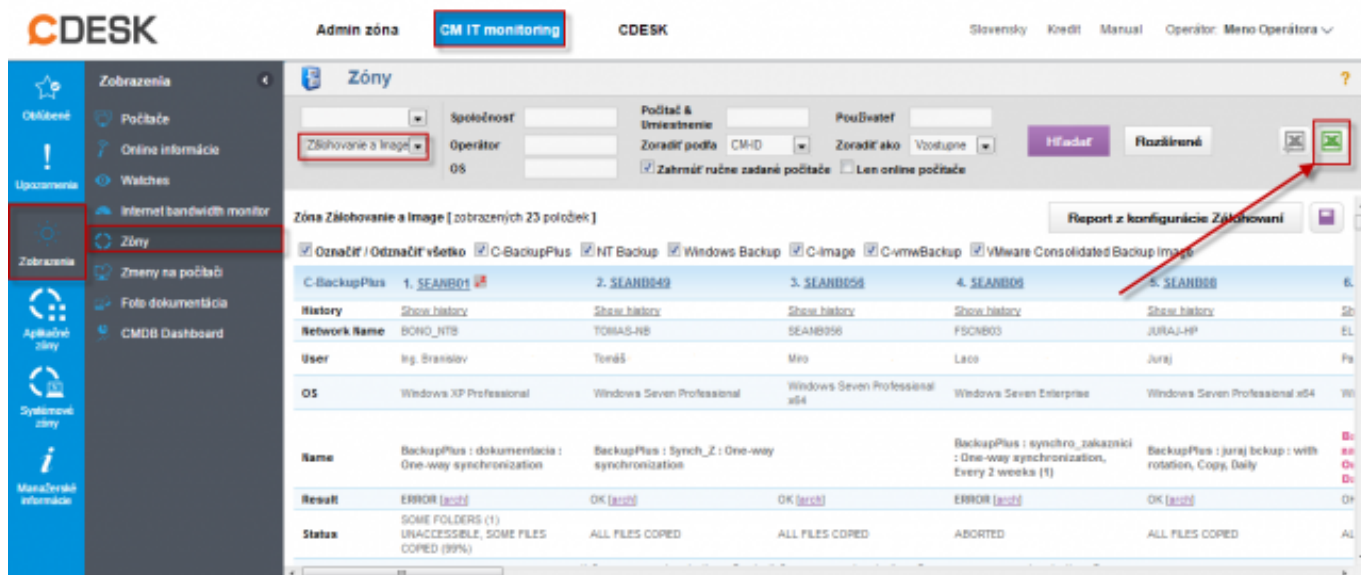 CDESK
Admin zóna CM IT monitoring CDESK Slovensky Kredit Manual Operátor: Meno Operátora
Obľúbené
Upozornenia
Zobrazenia
Aplikačné zóny
Systémové zóny
Manažerské informácie
Zobrazenia
Počítače
Online informácie
Watches
Internet bandwidth monitor
Zóny
Zmeny na počítači
Foto dokumentácia
CMDB Dashboard
Zóny ?
Spoločnosť Počítač & Umiestnenie Používateľ
Zálohovanie a Image Operátor Zoradiť podľa CM-ID Zoradiť ako Vzostupne Hľadať Rozšírené
OS Zahrnúť ručne zadané počítače Len online počítače
Zóna Zálohovanie a Image [ zobrazených 23 položiek ] Report z konfigurácie Zálohovaní
Označiť / Odznačiť všetko C-BackupPlus NT Backup Windows Backup C-Image C-vmwBackup VMware Consolidated Backup Image
C-BackupPlus 1. SEANB01 2. SEANB049 3. SEANB056 4. SEANB06 5. SEANB08 6.
History Show history Show history Show history Show history Show history
Network Name BONO_NTB TOMAS-NB SEANB056 FSCNB03 JURAJ-HP EL
User Ing. Branislav Tomáš Miro Laco Juraj
OS Windows XP Professional Windows Seven Professional Windows Seven Professional x64 Windows Seven Enterprise Windows Seven Professional x64
Name BackupPlus : dokumentacia : One-way synchronization BackupPlus : Synch_Z : One-way synchronization BackupPlus : synchro_zakaznici : One-way synchronization, Every 2 weeks (1) BackupPlus : juraj bckup : with rotation, Copy, Daily
Result ERROR [arch] OK [arch] OK [arch] ERROR [arch] OK [arch]
Status SOME FOLDERS (1) UNACCESSIBLE, SOME FILES COPIED (99%) ALL FILES COPIED ALL FILES COPIED ABORTED ALL FILES COPIED